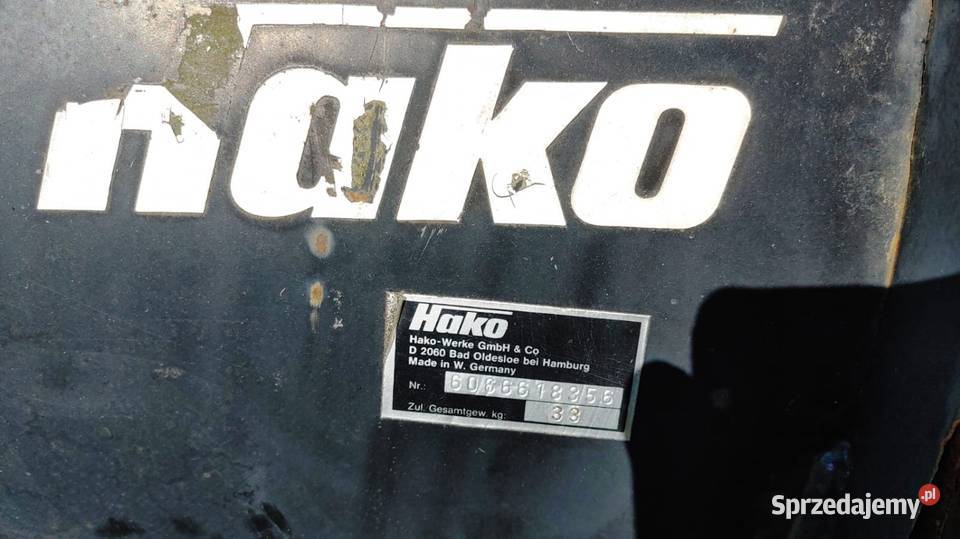 hako
Hako
Hako-Werke GmbH & Co
D 2060 Bad Oldesloe bei Hamburg
Made in W. Germany
Nr.: 6066618356
Zul. Gesamtgew. kg: 33
Sprzedajemy.pl